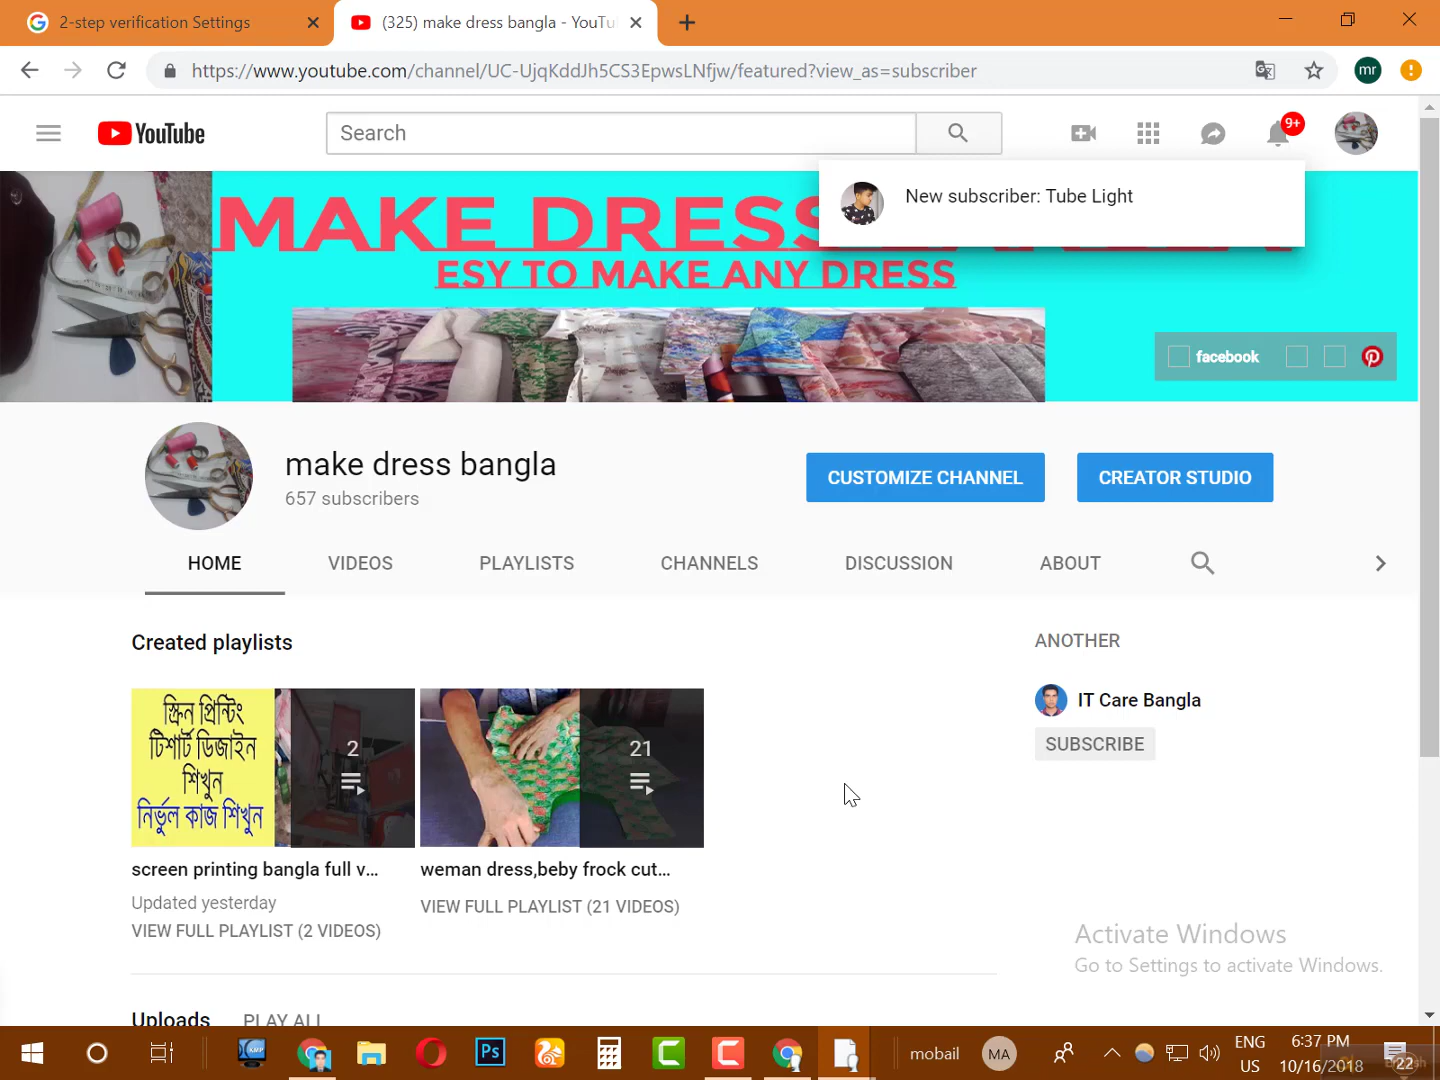 2-step verification Settings
(325) make dress bangla - YouTu
https://www.youtube.com/channel/UC-UjqKddJh5CS3EpwsLNfjw/featured?view_as=subscriber
mr
YouTube
Search
9+
New subscriber: Tube Light
MAKE DRESS
ESY TO MAKE ANY DRESS
facebook
make dress bangla
657 subscribers
CUSTOMIZE CHANNEL
CREATOR STUDIO
HOME
VIDEOS
PLAYLISTS
CHANNELS
DISCUSSION
ABOUT
Created playlists
ANOTHER
IT Care Bangla
SUBSCRIBE
স্ক্রিন প্রিন্টিং
টিশার্ট ডিজাইন
শিখুন
নির্ভুল কাজ শিখুন
2
21
screen printing bangla full v...
Updated yesterday
VIEW FULL PLAYLIST (2 VIDEOS)
weman dress,beby frock cut...
VIEW FULL PLAYLIST (21 VIDEOS)
Activate Windows
Go to Settings to activate Windows.
Uploads
PLAY ALL
KMP
Ps
mobail
MA
ENG
US
6:37 PM
10/16/2018
22